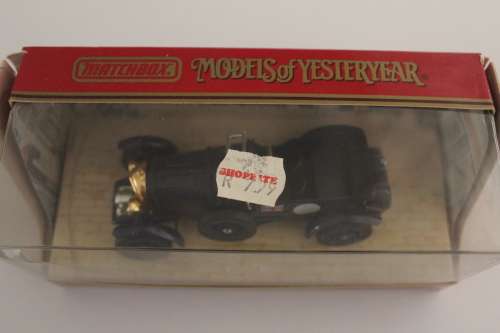 MATCHBOX MODELS of YESTERYEAR
SHOPRITE
R